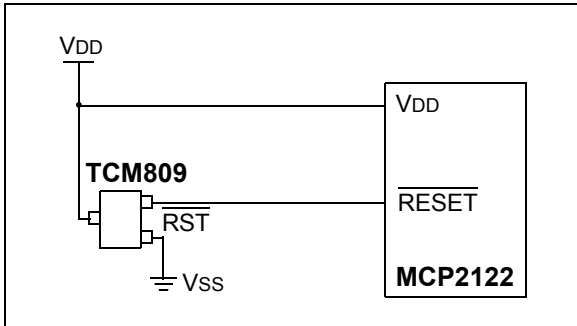 VDD
VDD
TCM809
RST
RESET
VSS
MCP2122